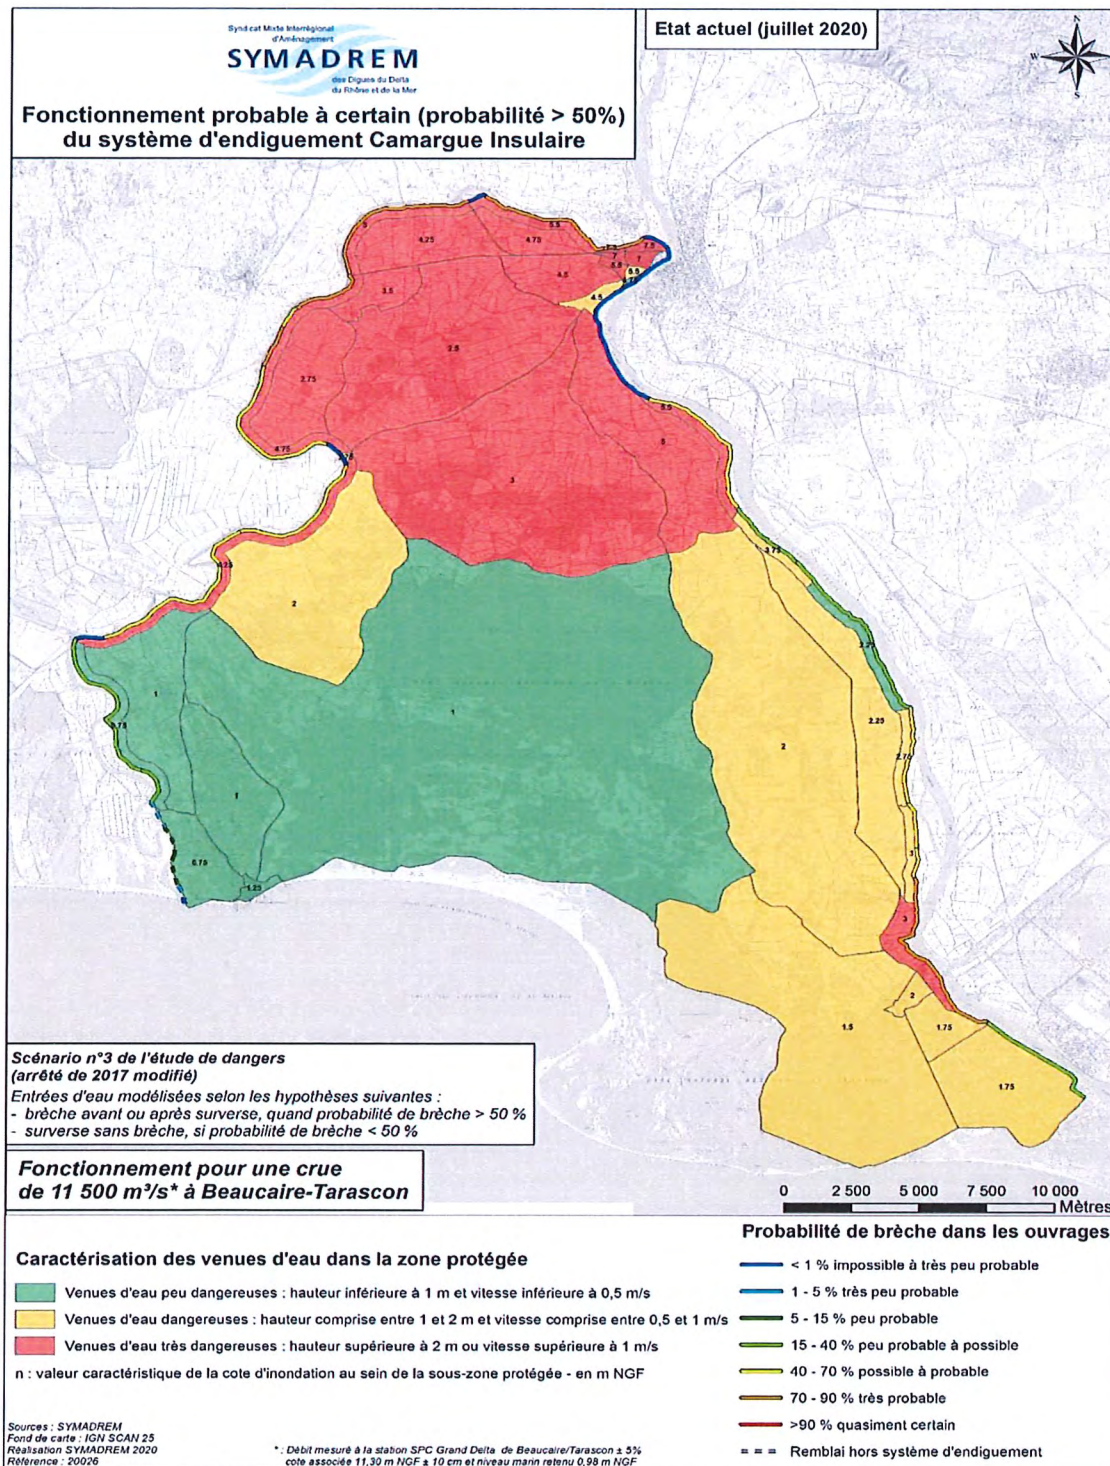 Syndicat Mixte Interrégional
d'Aménagement
SYMADREM
des Digues du Delta
du Rhône et de la Mer
Fonctionnement probable à certain (probabilité > 50%)
du système d'endiguement Camargue Insulaire
Etat actuel (juillet 2020)
N
W
E
S
5
4.25
4.75
5.5
7.5
7
7
5.5
4.5
4.5
3.5
2.5
3.75
4.75
5.5
5
3
4.25
2
3.75
1
1
2
2.25
2.75
3
1
0.75
1.25
3
2
1.5
1.75
1.75
Scénario n°3 de l'étude de dangers
(arrêté de 2017 modifié)
Entrées d'eau modélisées selon les hypothèses suivantes :
- brèche avant ou après surverse, quand probabilité de brèche > 50 %
- surverse sans brèche, si probabilité de brèche < 50 %
Fonctionnement pour une crue
de 11 500 m³/s* à Beaucaire-Tarascon
0 2 500 5 000 7 500 10 000
Mètres
Caractérisation des venues d'eau dans la zone protégée
Venues d'eau peu dangereuses : hauteur inférieure à 1 m et vitesse inférieure à 0,5 m/s
Venues d'eau dangereuses : hauteur comprise entre 1 et 2 m et vitesse comprise entre 0,5 et 1 m/s
Venues d'eau très dangereuses : hauteur supérieure à 2 m ou vitesse supérieure à 1 m/s
n : valeur caractéristique de la cote d'inondation au sein de la sous-zone protégée - en m NGF
Probabilité de brèche dans les ouvrages
< 1 % impossible à très peu probable
1 - 5 % très peu probable
5 - 15 % peu probable
15 - 40 % peu probable à possible
40 - 70 % possible à probable
70 - 90 % très probable
>90 % quasiment certain
Remblai hors système d'endiguement
Sources : SYMADREM
Fond de carte : IGN SCAN 25
Réalisation SYMADREM 2020
Référence : 20026
* : Débit mesuré à la station SPC Grand Delta de Beaucaire/Tarascon ± 5%
cote associée 11,30 m NGF ± 10 cm et niveau marin retenu 0,98 m NGF